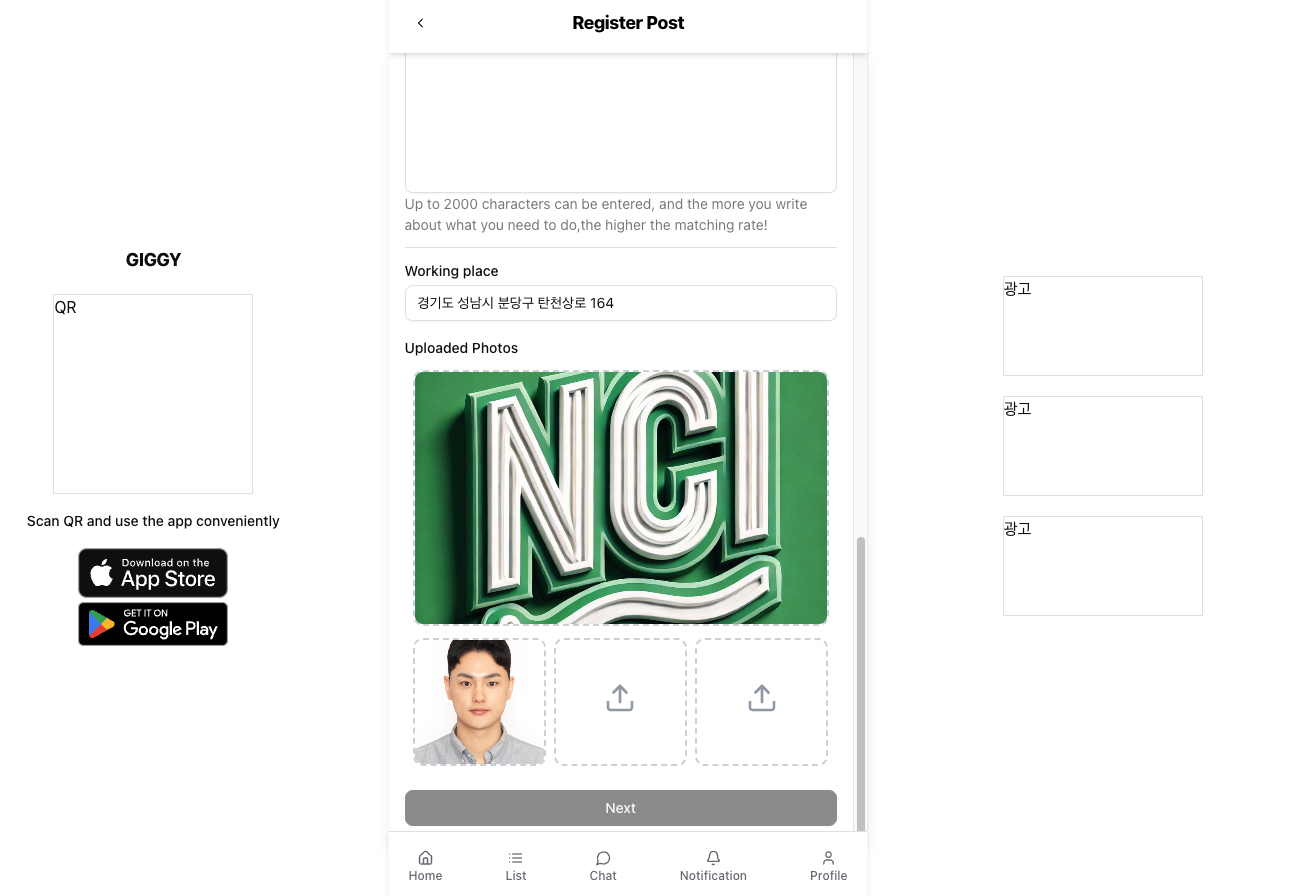 Register Post
Up to 2000 characters can be entered, and the more you write
about what you need to do,the higher the matching rate!
Working place
경기도 성남시 분당구 탄천상로 164
Uploaded Photos
NCI
Next
Home
List
Chat
Notification
Profile
GIGGY
QR
Scan QR and use the app conveniently
Download on the
App Store
GET IT ON
Google Play
광고
광고
광고